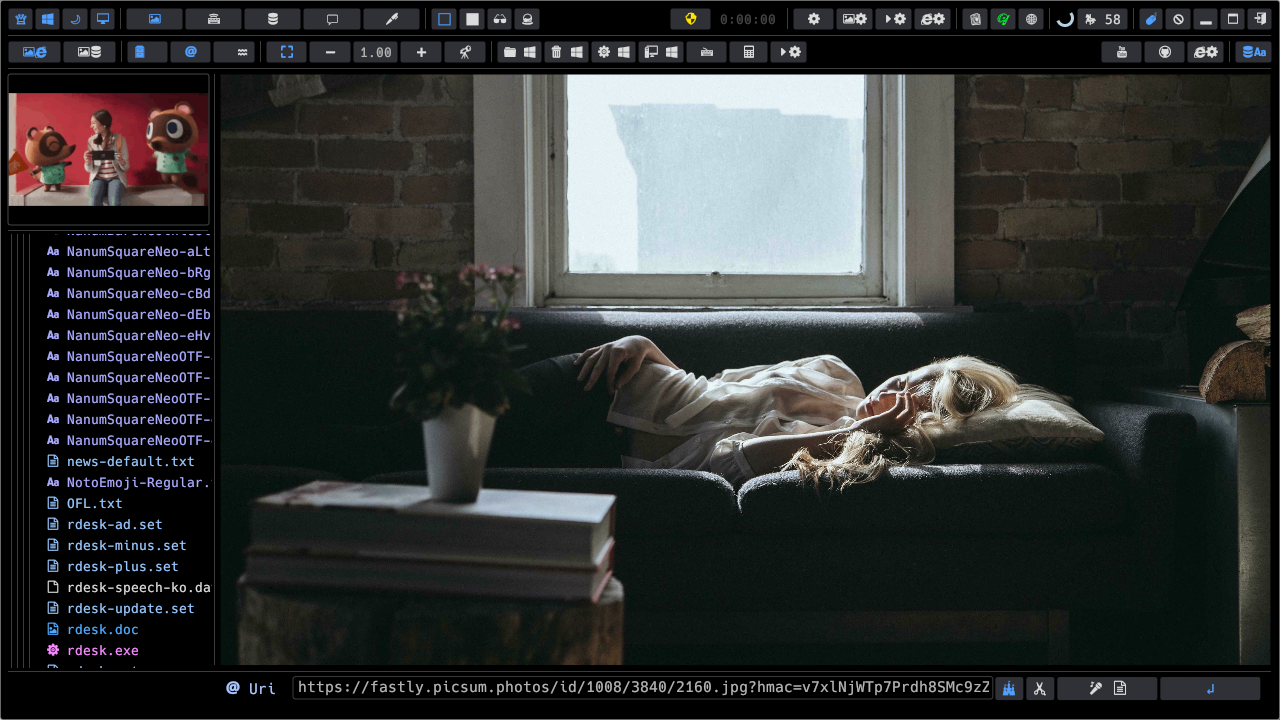 0:00:00
58
1.00
Aa
Aa NanumSquareNeo-aLt
Aa NanumSquareNeo-bRg
Aa NanumSquareNeo-cBd
Aa NanumSquareNeo-dEb
Aa NanumSquareNeo-eHv
Aa NanumSquareNeoOTF-
Aa NanumSquareNeoOTF-
Aa NanumSquareNeoOTF-
Aa NanumSquareNeoOTF-
Aa NanumSquareNeoOTF-
news-default.txt
Aa NotoEmoji-Regular.
OFL.txt
rdesk-ad.set
rdesk-minus.set
rdesk-plus.set
rdesk-speech-ko.da
rdesk-update.set
rdesk.doc
rdesk.exe
@ Uri https://fastly.picsum.photos/id/1008/3840/2160.jpg?hmac=v7xlNjWTp7Prdh8SMc9zZ